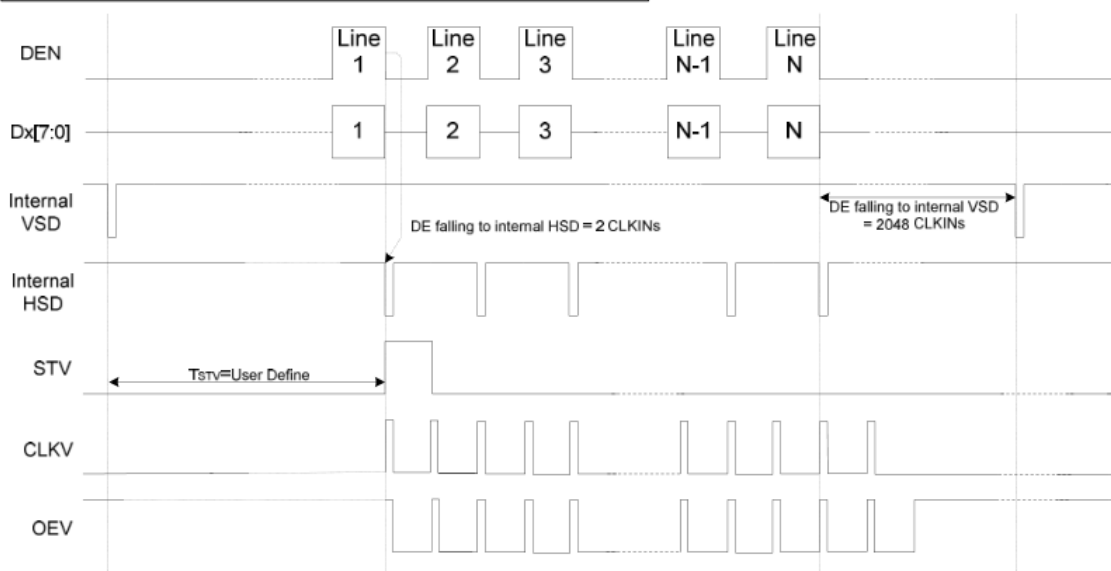 DEN
Line
1
Line
2
Line
3
Line
N-1
Line
N
Dx[7:0]
1
2
3
N-1
N
Internal
VSD
DE falling to internal HSD = 2 CLKINs
DE falling to internal VSD
= 2048 CLKINs
Internal
HSD
STV
TSTV=User Define
CLKV
OEV